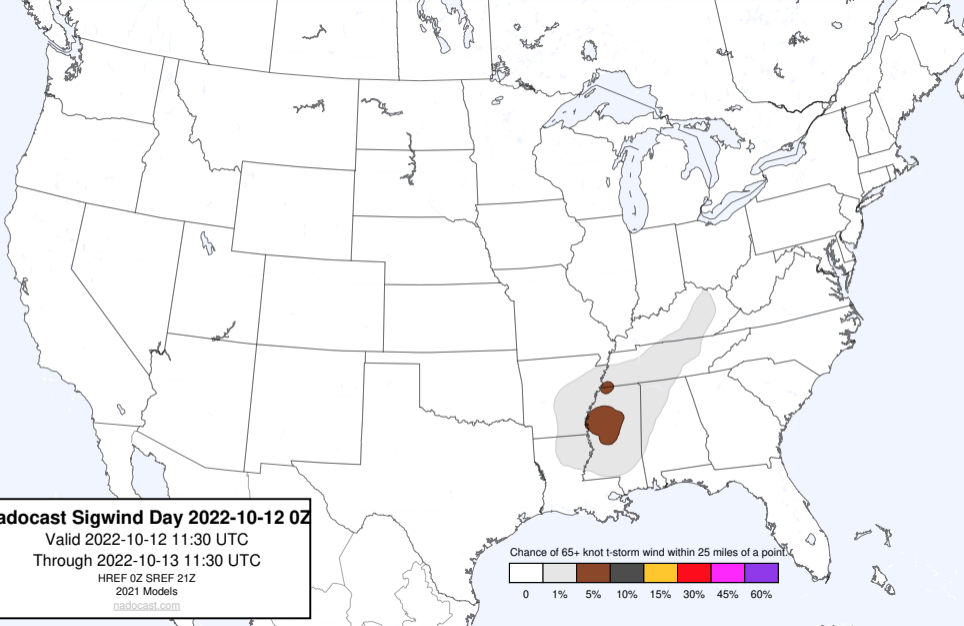 adocast Sigwind Day 2022-10-12 0Z
Valid 2022-10-12 11:30 UTC
Through 2022-10-13 11:30 UTC
HREF 0Z SREF 21Z
2021 Models
nadocast.com
Chance of 65+ knot t-storm wind within 25 miles of a point.
0 1% 5% 10% 15% 30% 45% 60%